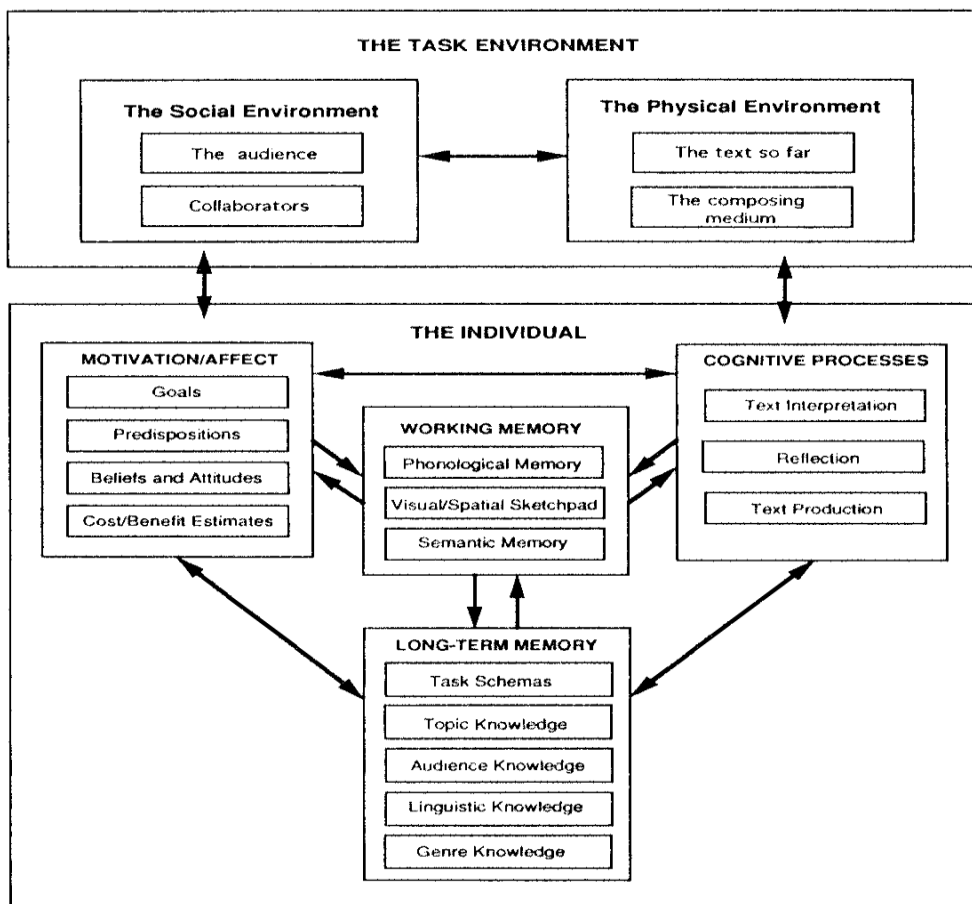 THE TASK ENVIRONMENT
The Social Environment
The audience
Collaborators
The Physical Environment
The text so far
The composing
medium
THE INDIVIDUAL
MOTIVATION/AFFECT
Goals
Predispositions
Beliefs and Attitudes
Cost/Benefit Estimates
WORKING MEMORY
Phonological Memory
Visual/Spatial Sketchpad
Semantic Memory
COGNITIVE PROCESSES
Text Interpretation
Reflection
Text Production
LONG-TERM MEMORY
Task Schemas
Topic Knowledge
Audience Knowledge
Linguistic Knowledge
Genre Knowledge